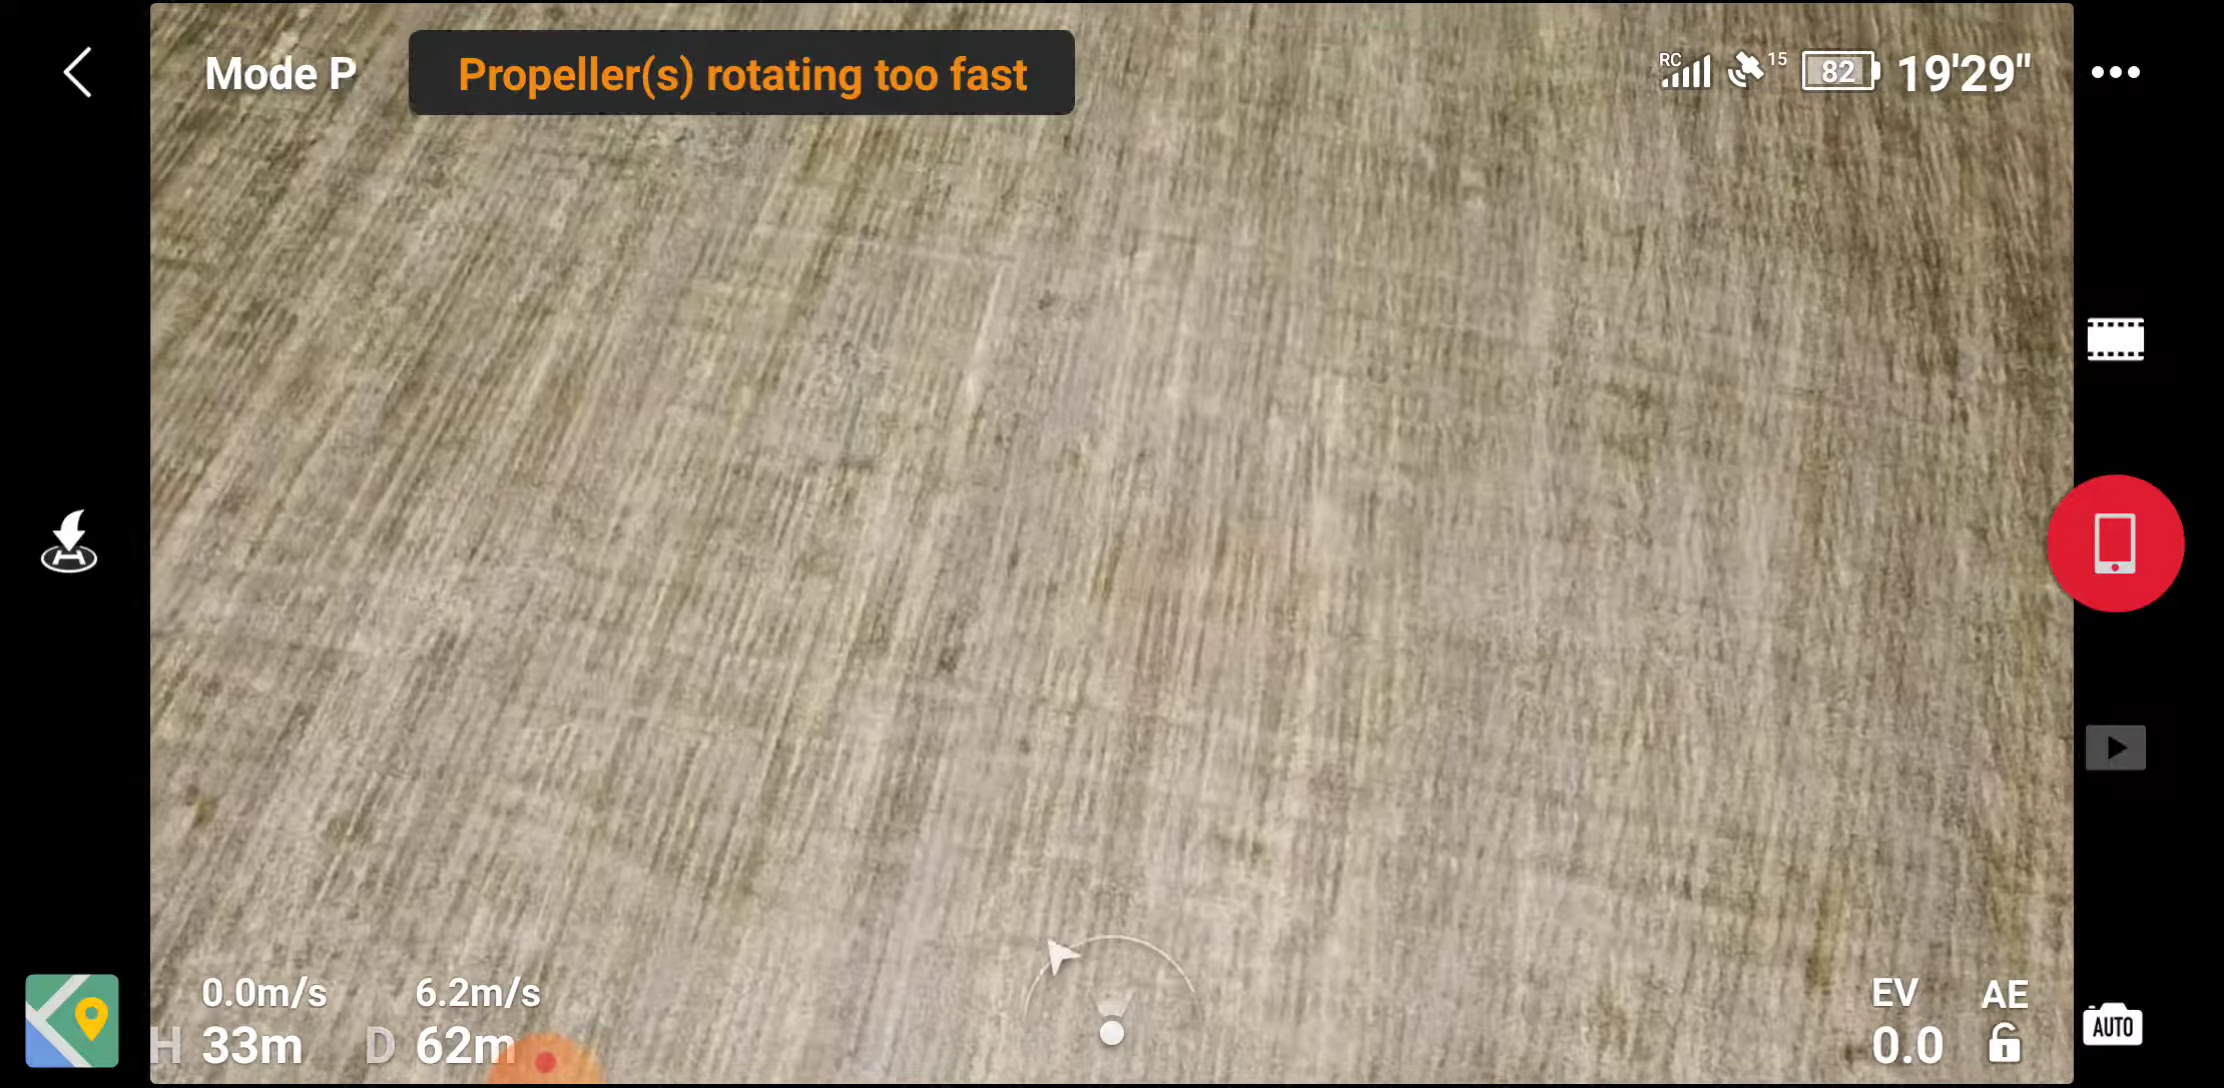 Mode P
Propeller(s) rotating too fast
RC
15
82
19'29"
0.0m/s
6.2m/s
H 33m
D 62m
EV
0.0
AE
AUTO